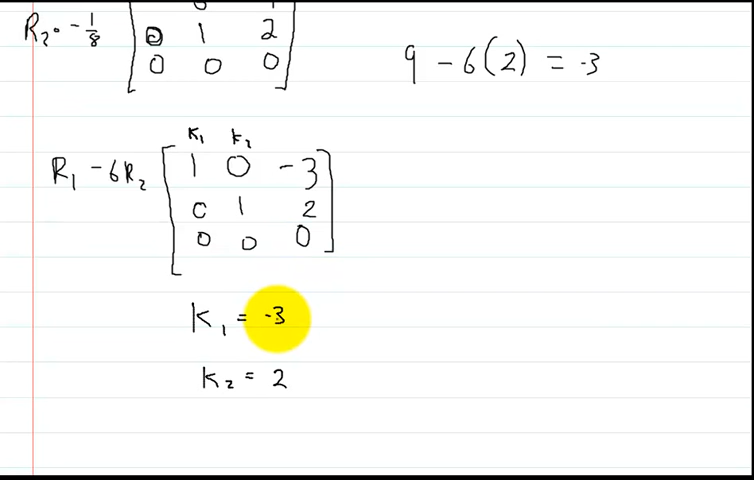 R₂ · -1/8 [0 1 2
0 0 0]
9 - 6(2) = -3
K₁ K₂
R₁ - 6R₂ [1 0 -3
0 1 2
0 0 0]
K₁ = -3
K₂ = 2